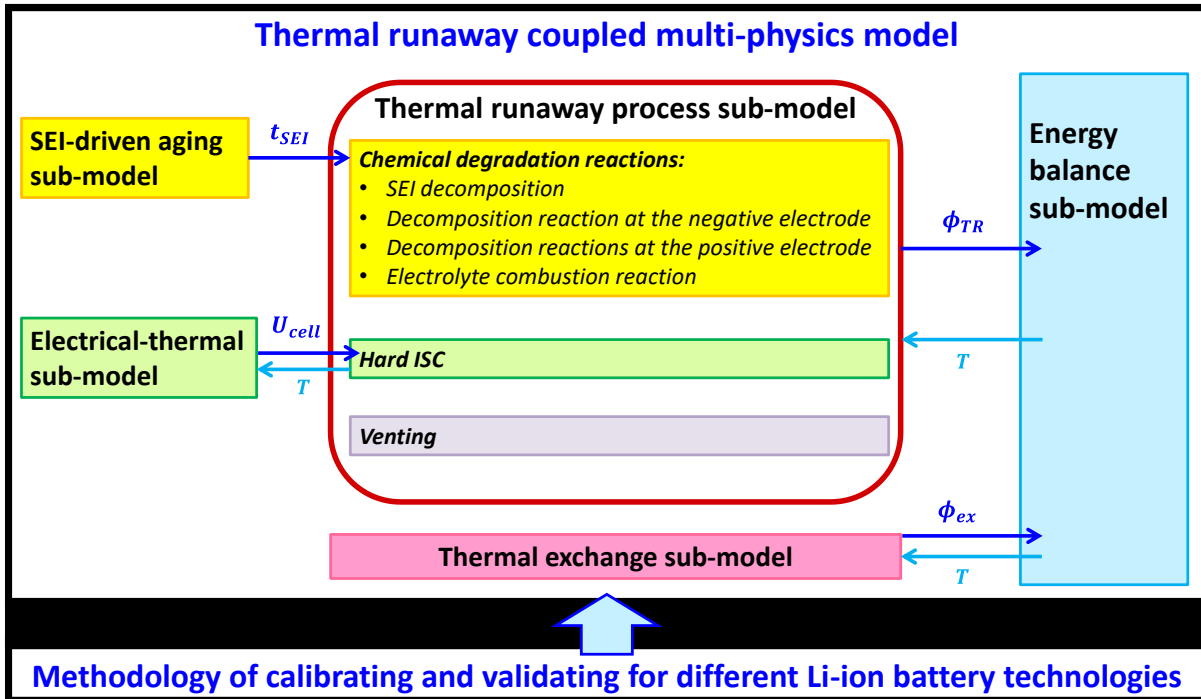 Thermal runaway coupled multi-physics model
Thermal runaway process sub-model
SEI-driven aging
sub-model
t_SEI
Chemical degradation reactions:
• SEI decomposition
• Decomposition reaction at the negative electrode
• Decomposition reactions at the positive electrode
• Electrolyte combustion reaction
ϕ_TR
Energy
balance
sub-model
Electrical-thermal
sub-model
U_cell
T
Hard ISC
T
Venting
Thermal exchange sub-model
ϕ_ex
T
Methodology of calibrating and validating for different Li-ion battery technologies